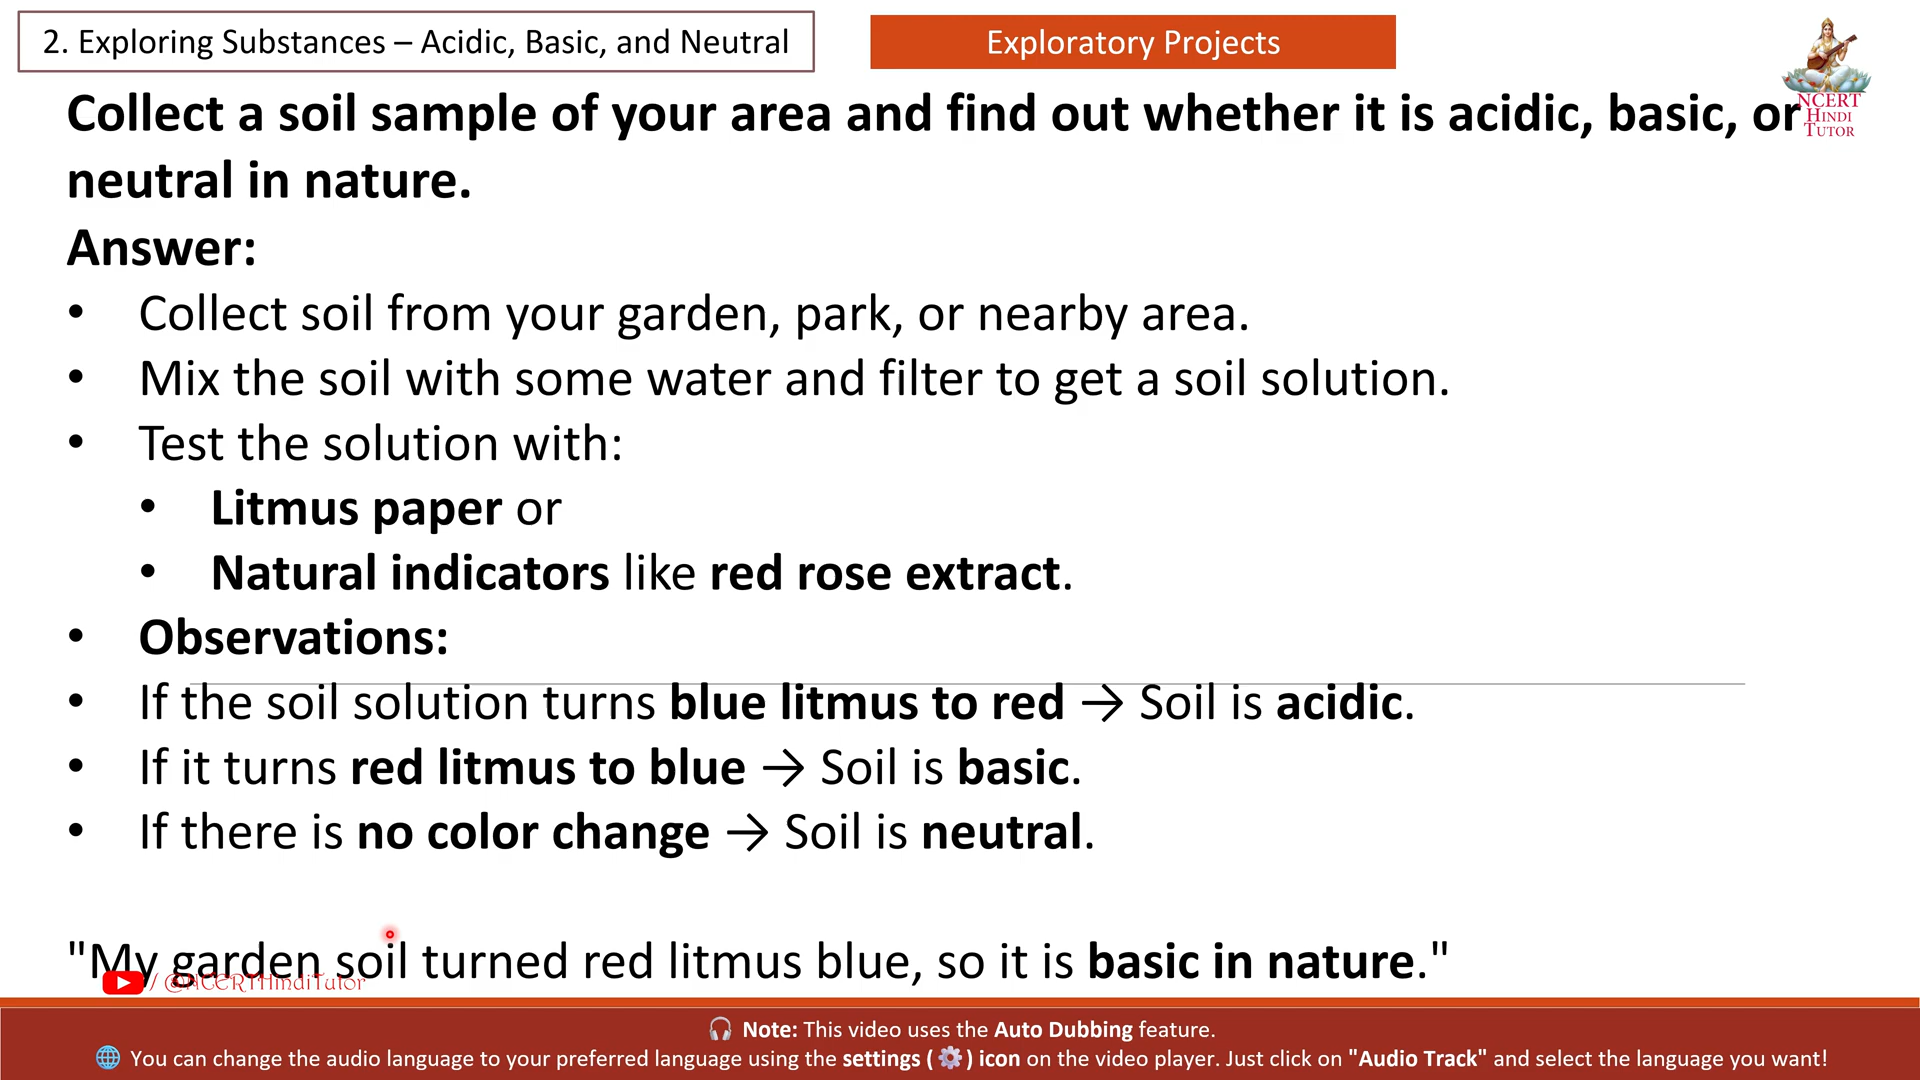 2. Exploring Substances – Acidic, Basic, and Neutral
Exploratory Projects
NCERT
HINDI
TUTOR
Collect a soil sample of your area and find out whether it is acidic, basic, or
neutral in nature.
Answer:
• Collect soil from your garden, park, or nearby area.
• Mix the soil with some water and filter to get a soil solution.
• Test the solution with:
• Litmus paper or
• Natural indicators like red rose extract.
• Observations:
• If the soil solution turns blue litmus to red → Soil is acidic.
• If it turns red litmus to blue → Soil is basic.
• If there is no color change → Soil is neutral.
"My garden soil turned red litmus blue, so it is basic in nature."
/ @NCERTHindiTutor
Note: This video uses the Auto Dubbing feature.
You can change the audio language to your preferred language using the settings ( ⚙️ ) icon on the video player. Just click on "Audio Track" and select the language you want!